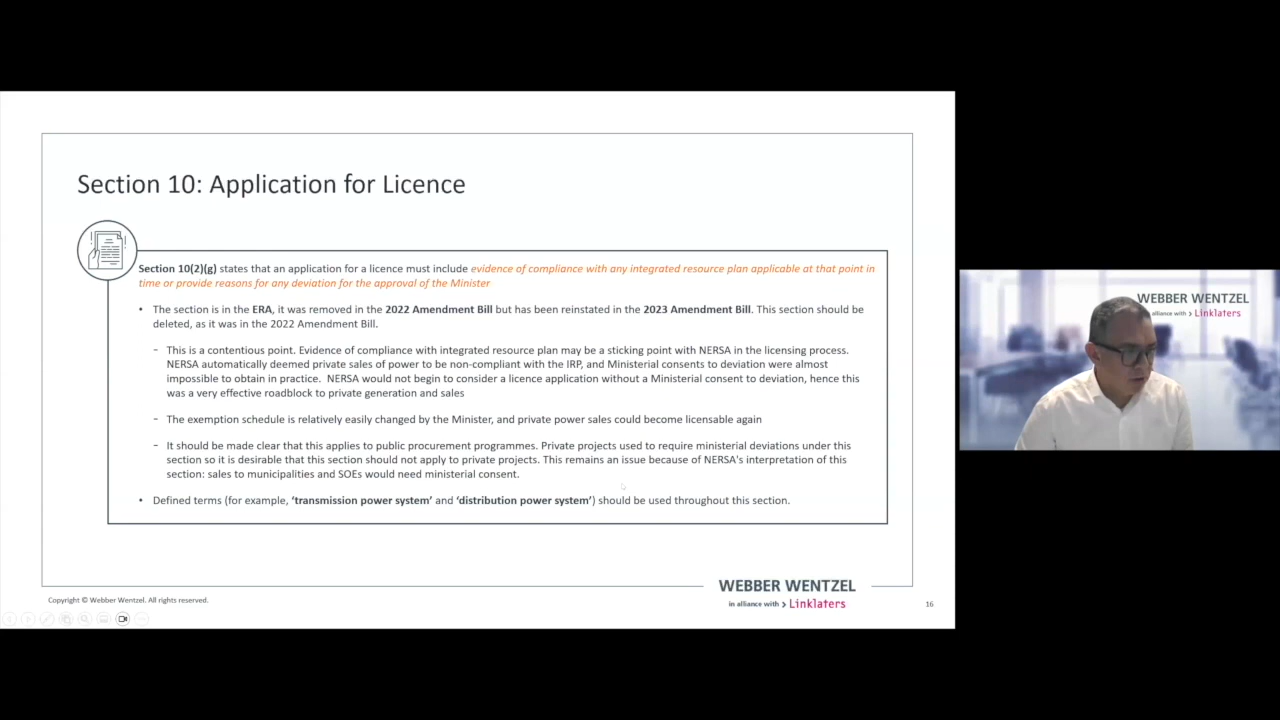 Section 10: Application for Licence
Section 10(2)(g) states that an application for a licence must include evidence of compliance with any integrated resource plan applicable at that point in
time or provide reasons for any deviation for the approval of the Minister
• The section is in the ERA, it was removed in the 2022 Amendment Bill but has been reinstated in the 2023 Amendment Bill. This section should be
deleted, as it was in the 2022 Amendment Bill.
− This is a contentious point. Evidence of compliance with integrated resource plan may be a sticking point with NERSA in the licensing process.
NERSA automatically deemed private sales of power to be non-compliant with the IRP, and Ministerial consents to deviation were almost
impossible to obtain in practice. NERSA would not begin to consider a licence application without a Ministerial consent to deviation, hence this
was a very effective roadblock to private generation and sales
− The exemption schedule is relatively easily changed by the Minister, and private power sales could become licensable again
− It should be made clear that this applies to public procurement programmes. Private projects used to require ministerial deviations under this
section so it is desirable that this section should not apply to private projects. This remains an issue because of NERSA's interpretation of this
section: sales to municipalities and SOEs would need ministerial consent.
• Defined terms (for example, ‘transmission power system’ and ‘distribution power system’) should be used throughout this section.
WEBBER WENTZEL
in alliance with > Linklaters
Copyright © Webber Wentzel. All rights reserved.
16
WEBBER WENTZEL
alliance with > Linklaters